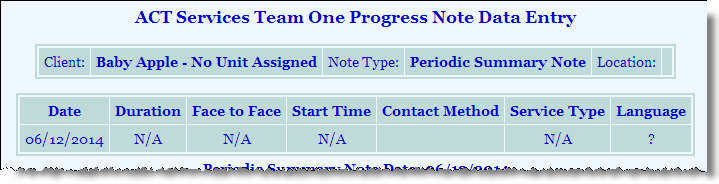 ACT Services Team One Progress Note Data Entry
Client: Baby Apple - No Unit Assigned Note Type: Periodic Summary Note Location:
Date Duration Face to Face Start Time Contact Method Service Type Language
06/12/2014 N/A N/A N/A N/A ?
Periodic Summary Note Date: 06/12/2014